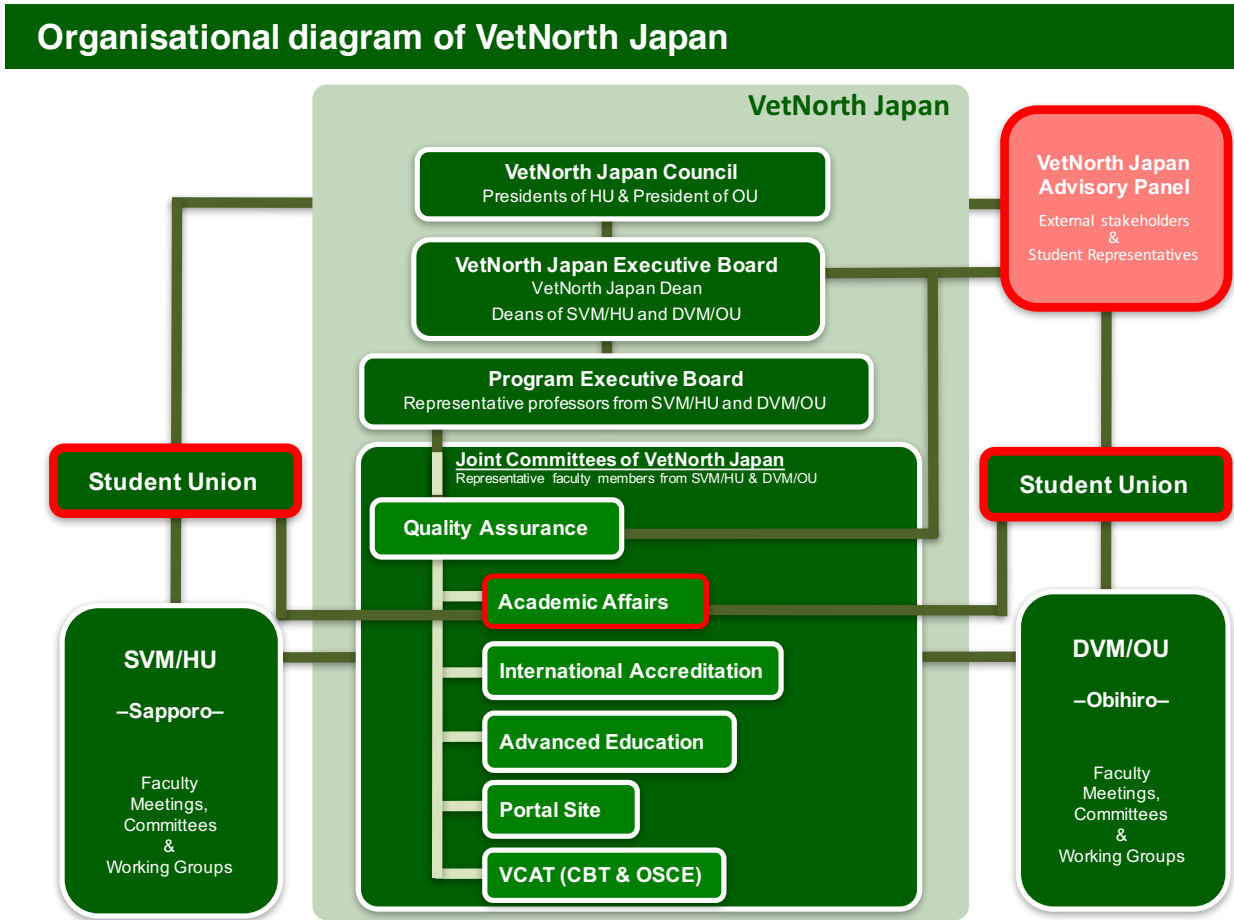 Organisational diagram of VetNorth Japan
VetNorth Japan
VetNorth Japan Council
Presidents of HU & President of OU
VetNorth Japan Executive Board
VetNorth Japan Dean
Deans of SVM/HU and DVM/OU
Program Executive Board
Representative professors from SVM/HU and DVM/OU
VetNorth Japan
Advisory Panel
External stakeholders
&
Student Representatives
Student Union
Student Union
Joint Committees of VetNorth Japan
Representative faculty members from SVM/HU & DVM/OU
Quality Assurance
Academic Affairs
International Accreditation
Advanced Education
Portal Site
VCAT (CBT & OSCE)
SVM/HU
–Sapporo–
Faculty
Meetings,
Committees
&
Working Groups
DVM/OU
–Obihiro–
Faculty
Meetings,
Committees
&
Working Groups